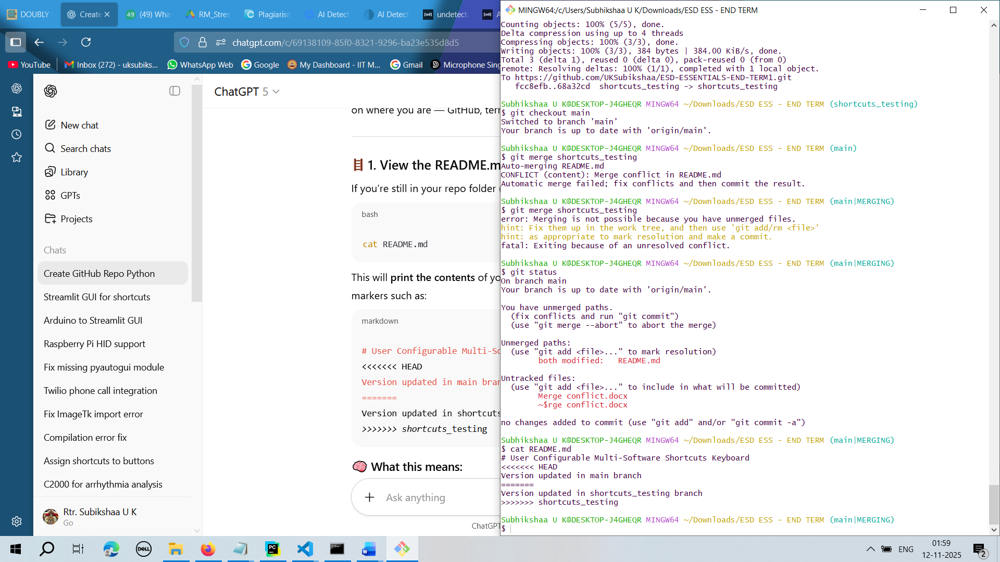 DOUBLY
Create
49
(49) Wha
RM_Stres
Plagiarism
AI Detect
AI Detect
[ud]
undetect
[ud]
chatgpt.com/c/69138109-85f0-8321-9296-ba23e535d8d5
YouTube
Inbox (272) - uksubiks...
WhatsApp Web
Google
My Dashboard - IIT M...
Gmail
Microphone Sing
New chat
Search chats
Library
GPTs
Projects
Chats
Create GitHub Repo Python
Streamlit GUI for shortcuts
Arduino to Streamlit GUI
Raspberry Pi HID support
Fix missing pyautogui module
Twilio phone call integration
Fix ImageTk import error
Compilation error fix
Assign shortcuts to buttons
C2000 for arrhythmia analysis
Rtr. Subikshaa U K
Go
ChatGPT 5
on where you are — GitHub, tern
1. View the README.m
If you’re still in your repo folder (
bash
cat README.md
This will print the contents of yo
markers such as:
markdown
# User Configurable Multi-So
<<<<<<< HEAD
Version updated in main bran
=======
Version updated in shortcuts
>>>>>>> shortcuts_testing
What this means:
Ask anything
ChatGPT
MINGW64:/c/Users/Subhikshaa U K/Downloads/ESD ESS - END TERM
Counting objects: 100% (5/5), done.
Delta compression using up to 4 threads
Compressing objects: 100% (3/3), done.
Writing objects: 100% (3/3), 384 bytes | 384.00 KiB/s, done.
Total 3 (delta 1), reused 0 (delta 0), pack-reused 0 (from 0)
remote: Resolving deltas: 100% (1/1), completed with 1 local object.
To https://github.com/UKSubikshaa/ESD-ESSENTIALS-END-TERM1.git
fcc8efb..68a32cd  shortcuts_testing -> shortcuts_testing
Subhikshaa U K@DESKTOP-J4GHEQR MINGW64 ~/Downloads/ESD ESS - END TERM (shortcuts_testing)
$ git checkout main
Switched to branch 'main'
Your branch is up to date with 'origin/main'.
Subhikshaa U K@DESKTOP-J4GHEQR MINGW64 ~/Downloads/ESD ESS - END TERM (main)
$ git merge shortcuts_testing
Auto-merging README.md
CONFLICT (content): Merge conflict in README.md
Automatic merge failed; fix conflicts and then commit the result.
Subhikshaa U K@DESKTOP-J4GHEQR MINGW64 ~/Downloads/ESD ESS - END TERM (main|MERGING)
$ git merge shortcuts_testing
error: Merging is not possible because you have unmerged files.
hint: Fix them up in the work tree, and then use 'git add/rm <file>'
hint: as appropriate to mark resolution and make a commit.
fatal: Exiting because of an unresolved conflict.
Subhikshaa U K@DESKTOP-J4GHEQR MINGW64 ~/Downloads/ESD ESS - END TERM (main|MERGING)
$ git status
On branch main
Your branch is up to date with 'origin/main'.
You have unmerged paths.
(fix conflicts and run "git commit")
(use "git merge --abort" to abort the merge)
Unmerged paths:
(use "git add <file>..." to mark resolution)
both modified:   README.md
Untracked files:
(use "git add <file>..." to include in what will be committed)
Merge conflict.docx
~$rge conflict.docx
no changes added to commit (use "git add" and/or "git commit -a")
Subhikshaa U K@DESKTOP-J4GHEQR MINGW64 ~/Downloads/ESD ESS - END TERM (main|MERGING)
$ cat README.md
# User Configurable Multi-Software Shortcuts Keyboard
<<<<<<< HEAD
Version updated in main branch
=======
Version updated in shortcuts_testing branch
>>>>>>> shortcuts_testing
Subhikshaa U K@DESKTOP-J4GHEQR MINGW64 ~/Downloads/ESD ESS - END TERM (main|MERGING)
$
DELL
PC
W
ENG
01:59
12-11-2025
2